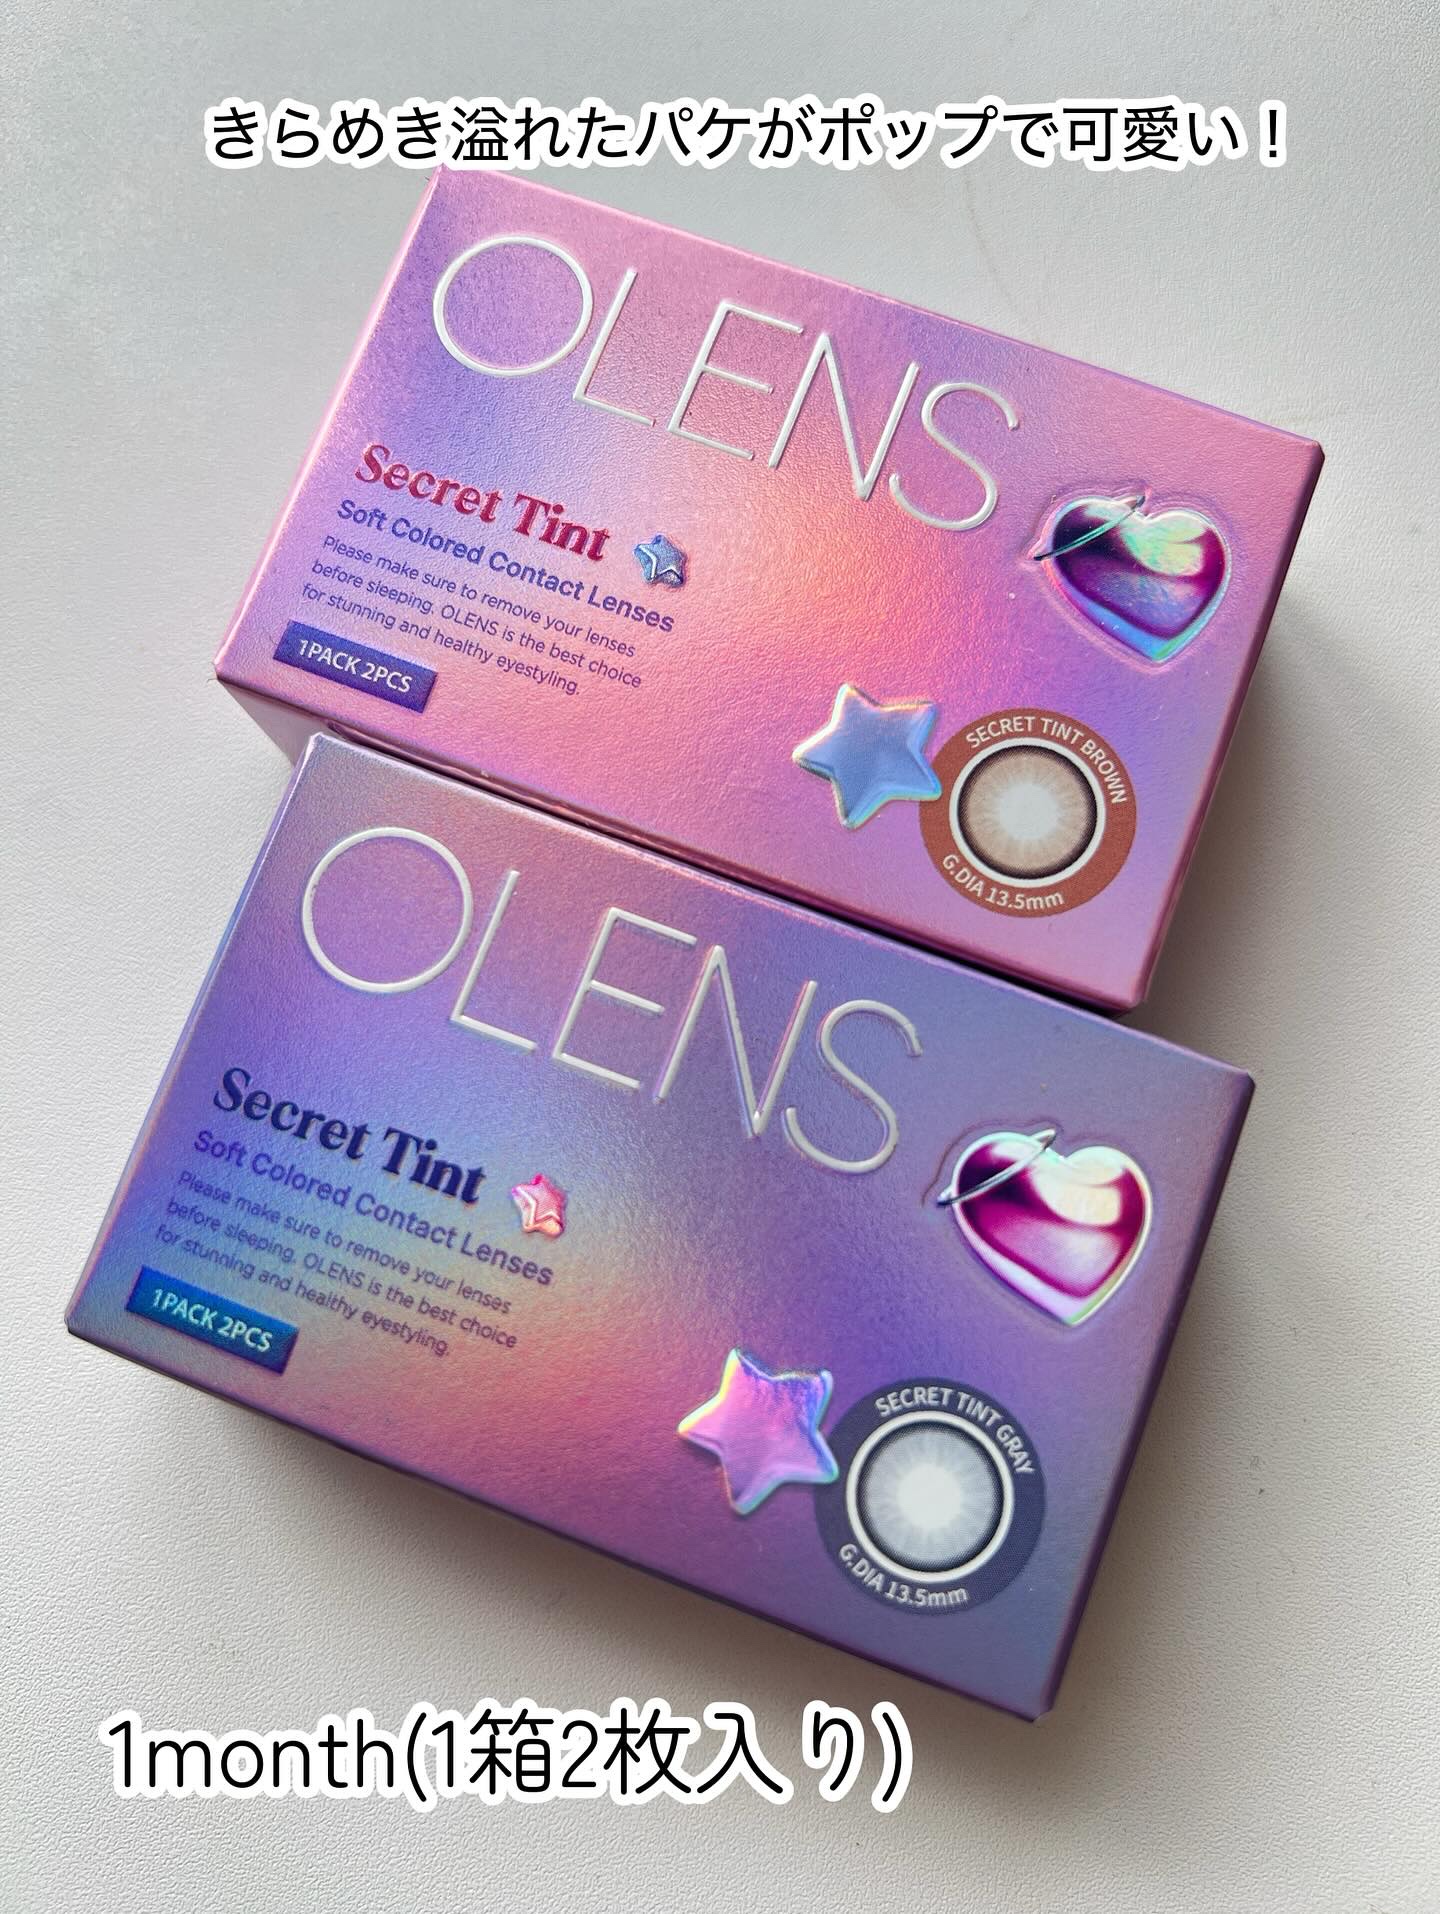 きらめき溢れたパケがポップで可愛い！
OLENS
Secret Tint
Soft Colored Contact Lenses
Please make sure to remove your lenses
before sleeping. OLENS is the best choice
for stunning and healthy eyestyling.
1PACK 2PCS
SECRET TINT BROWN
G.DIA 13.5mm
OLENS
Secret Tint
Soft Colored Contact Lenses
Please make sure to remove your lenses
before sleeping. OLENS is the best choice
for stunning and healthy eyestyling.
1PACK 2PCS
SECRET TINT GRAY
G.DIA 13.5mm
1month(1箱2枚入り)